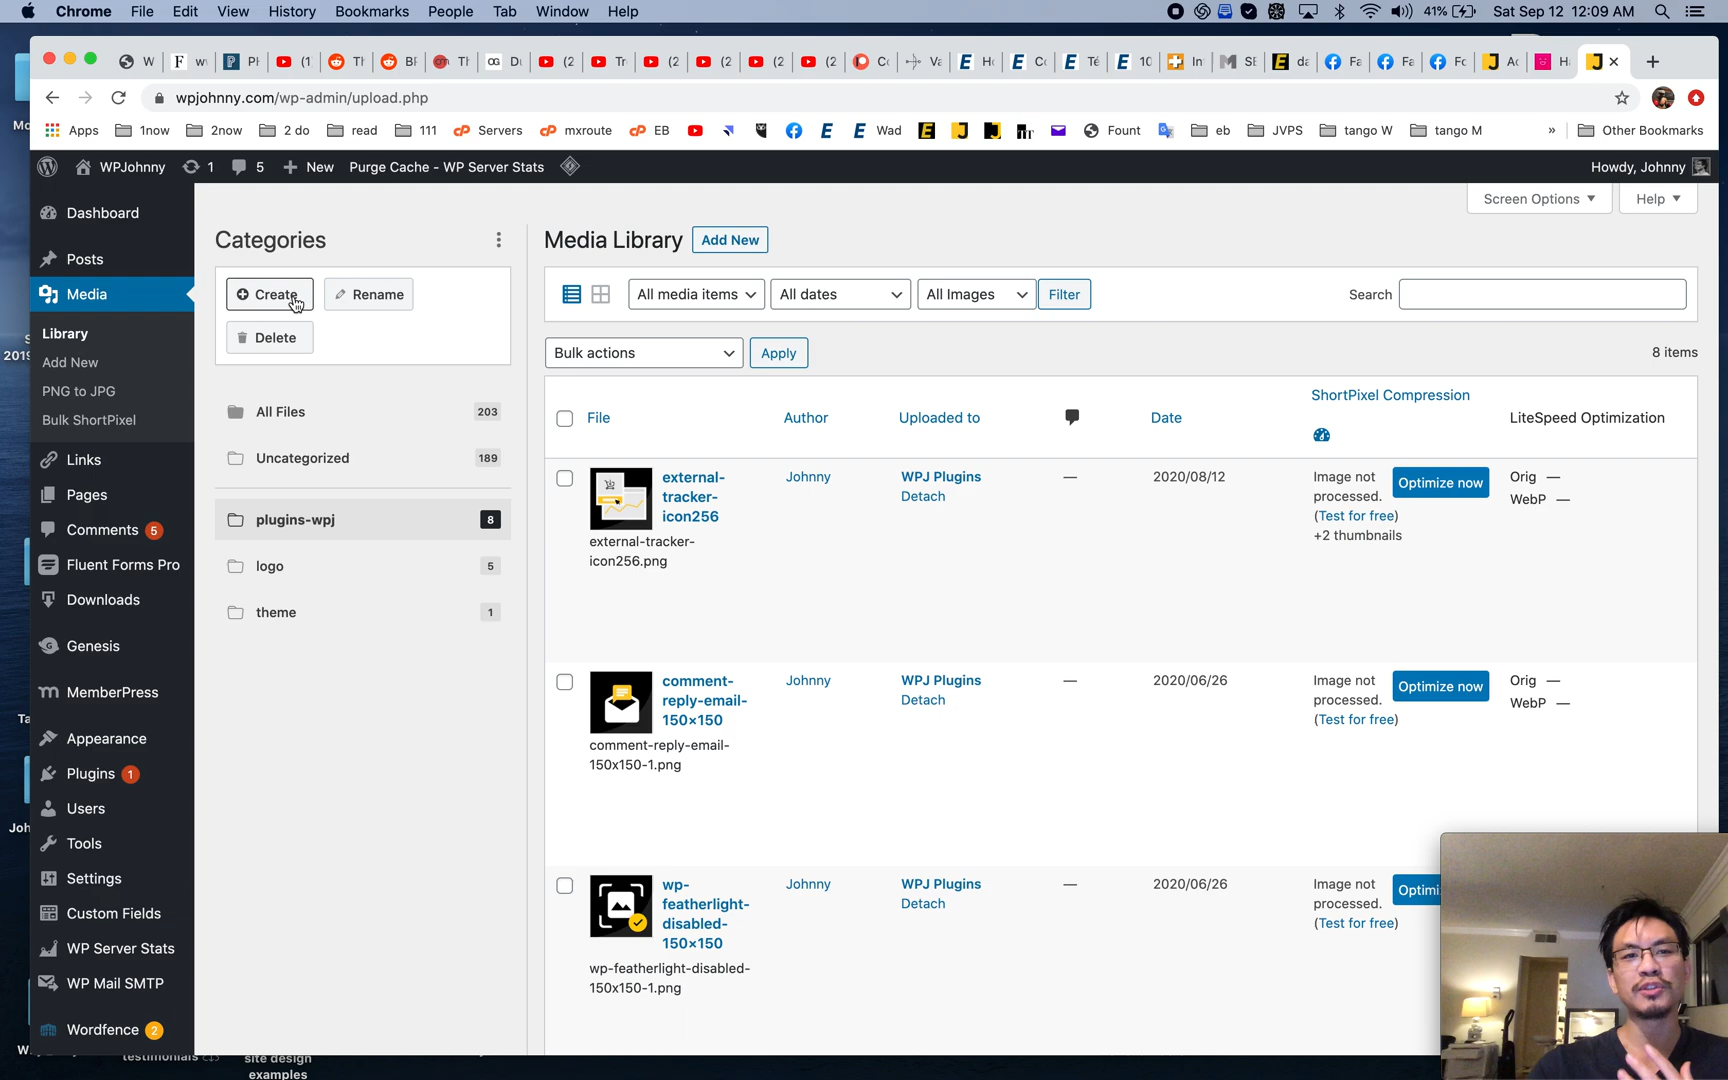 Chrome File Edit View History Bookmarks People Tab Window Help 41% Sat Sep 12 12:09 AM
wpjohnny.com/wp-admin/upload.php
Apps 1now 2now 2 do read 111 Servers mxroute EB Wad Fount eb JVPS tango W tango M » Other Bookmarks
WPJohnny 1 5 New Purge Cache - WP Server Stats Howdy, Johnny
Screen Options Help
Dashboard
Posts
Media
Library
Add New
PNG to JPG
Bulk ShortPixel
Links
Pages
Comments 5
Fluent Forms Pro
Downloads
Genesis
MemberPress
Appearance
Plugins 1
Users
Tools
Settings
Custom Fields
WP Server Stats
WP Mail SMTP
Wordfence 2
Categories
Create Rename
Delete
All Files 203
Uncategorized 189
plugins-wpj 8
logo 5
theme 1
Media Library Add New
All media items All dates All Images Filter Search
Bulk actions Apply 8 items
File Author Uploaded to Date ShortPixel Compression LiteSpeed Optimization
external-
tracker-
icon256
external-tracker-
icon256.png
Johnny
WPJ Plugins
Detach
—
2020/08/12
Image not
processed.
(Test for free)
+2 thumbnails
Optimize now
Orig —
WebP —
comment-
reply-email-
150×150
comment-reply-email-
150x150-1.png
Johnny
WPJ Plugins
Detach
—
2020/06/26
Image not
processed.
(Test for free)
Optimize now
Orig —
WebP —
wp-
featherlight-
disabled-
150×150
wp-featherlight-disabled-
150x150-1.png
Johnny
WPJ Plugins
Detach
—
2020/06/26
Image not
processed.
(Test for free)
Optimi
site design
examples